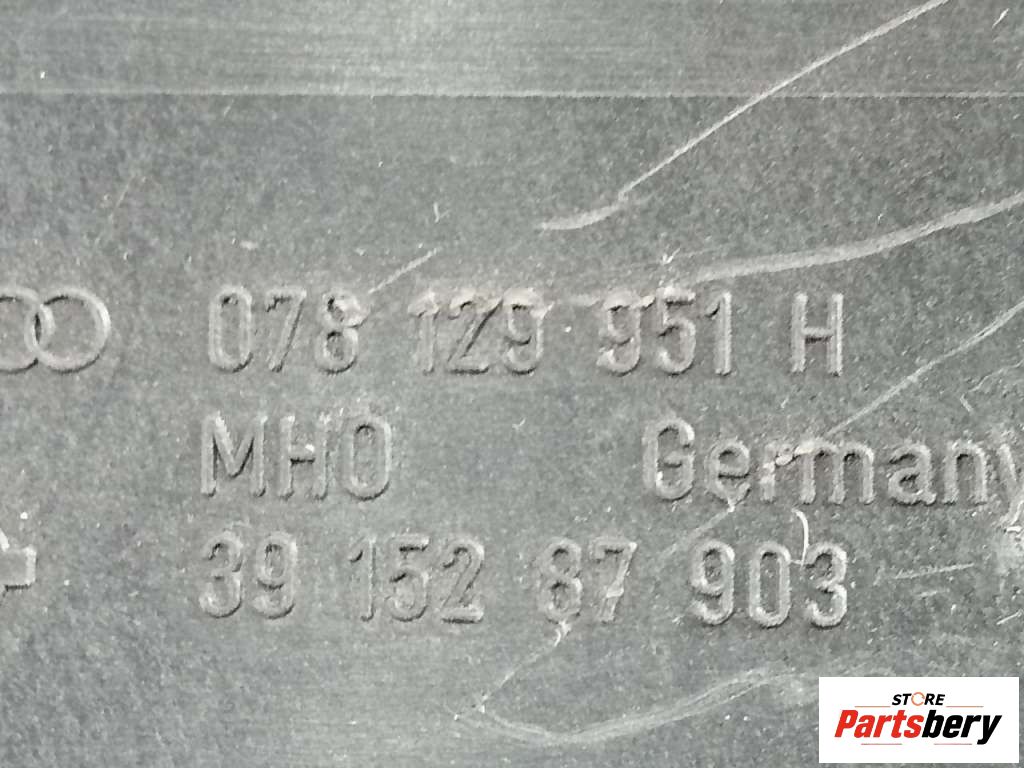 078 129 951 H
MHO Germany
39 152 87 903
STORE
Partsbery